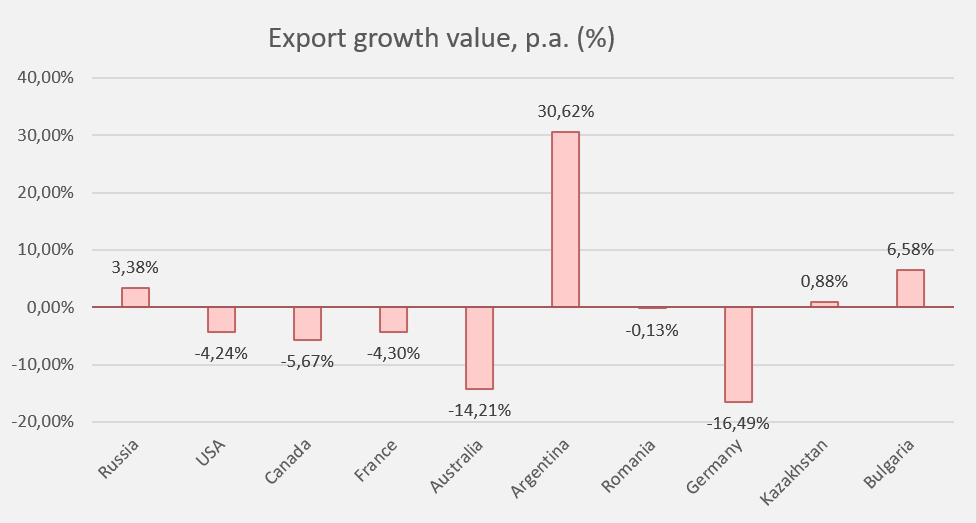 Export growth value, p.a. (%)
40,00%
30,00%
20,00%
10,00%
0,00%
-10,00%
-20,00%
3,38%
-4,24%
-5,67%
-4,30%
-14,21%
30,62%
-0,13%
-16,49%
0,88%
6,58%
Russia
USA
Canada
France
Australia
Argentina
Romania
Germany
Kazakhstan
Bulgaria